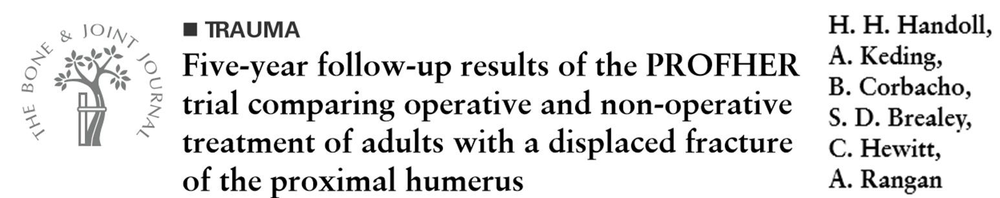 THE BONE & JOINT JOURNAL
■ TRAUMA
Five-year follow-up results of the PROFHER
trial comparing operative and non-operative
treatment of adults with a displaced fracture
of the proximal humerus
H. H. Handoll,
A. Keding,
B. Corbacho,
S. D. Brealey,
C. Hewitt,
A. Rangan